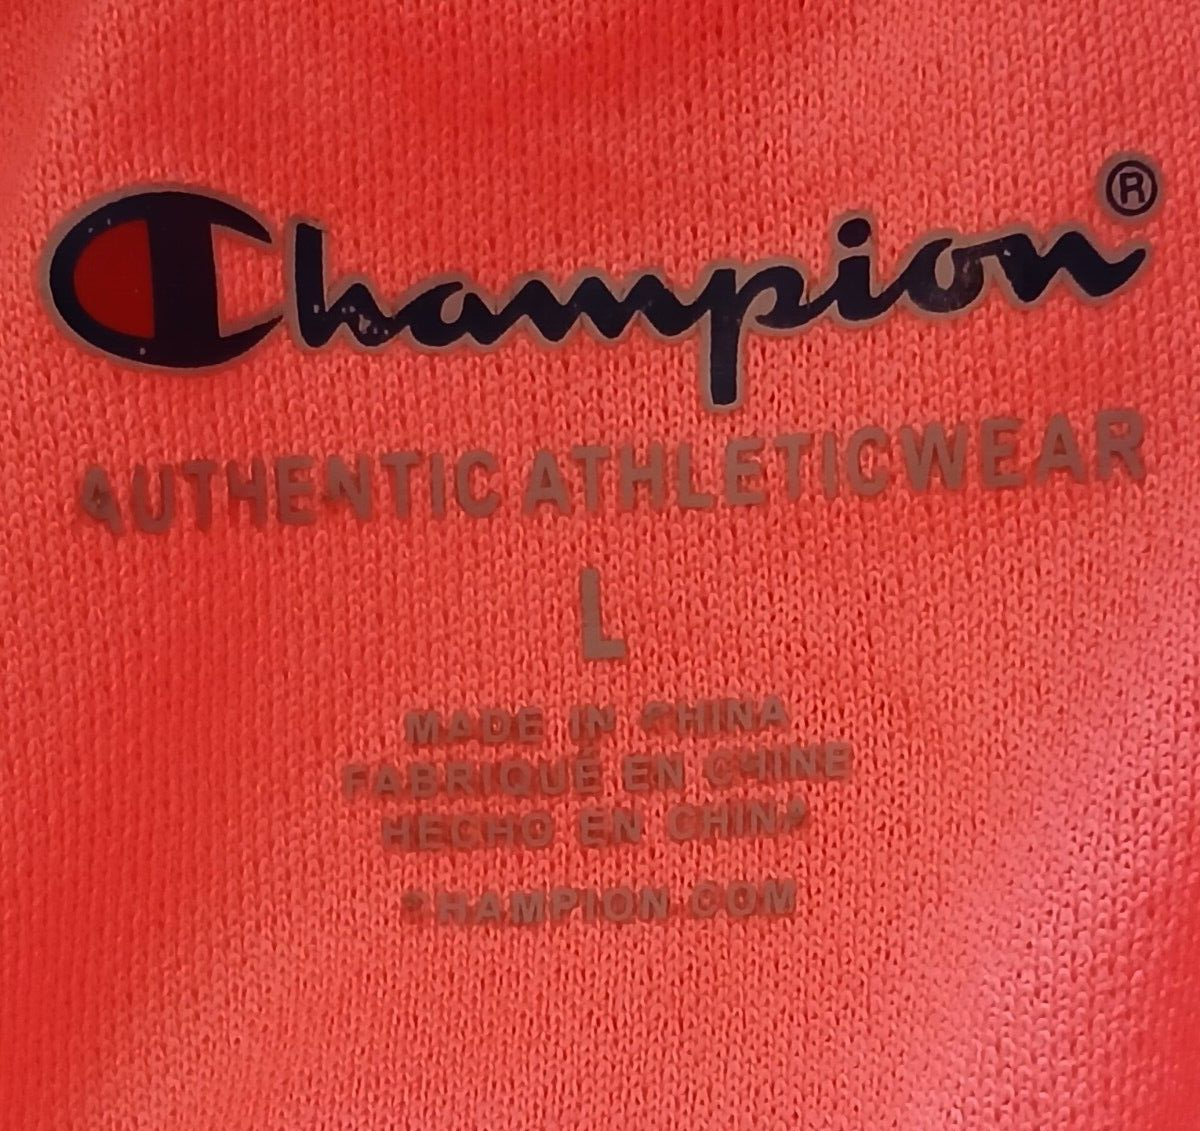 Champion®
AUTHENTIC ATHLETICWEAR
L
MADE IN CHINA
FABRIQUÉ EN CHINE
HECHO EN CHINA
CHAMPION.COM